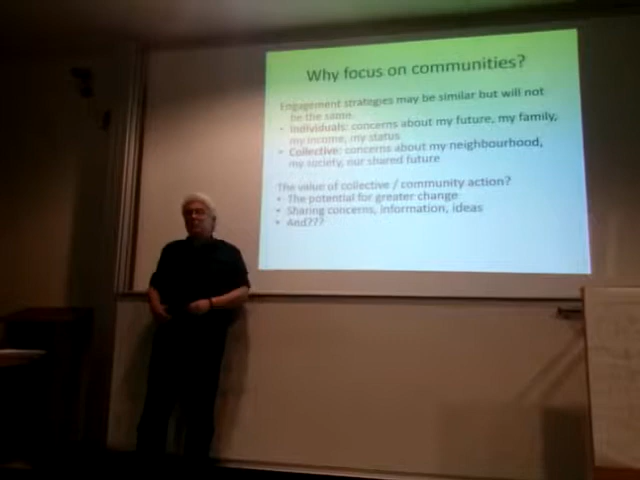 Why focus on communities?
Engagement strategies may be similar but will not
be the same
• Individuals: concerns about my future, my family,
my income, my status
• Collective: concerns about my neighbourhood,
my society, our shared future
The value of collective / community action?
• The potential for greater change
• Sharing concerns, information, ideas
• And???